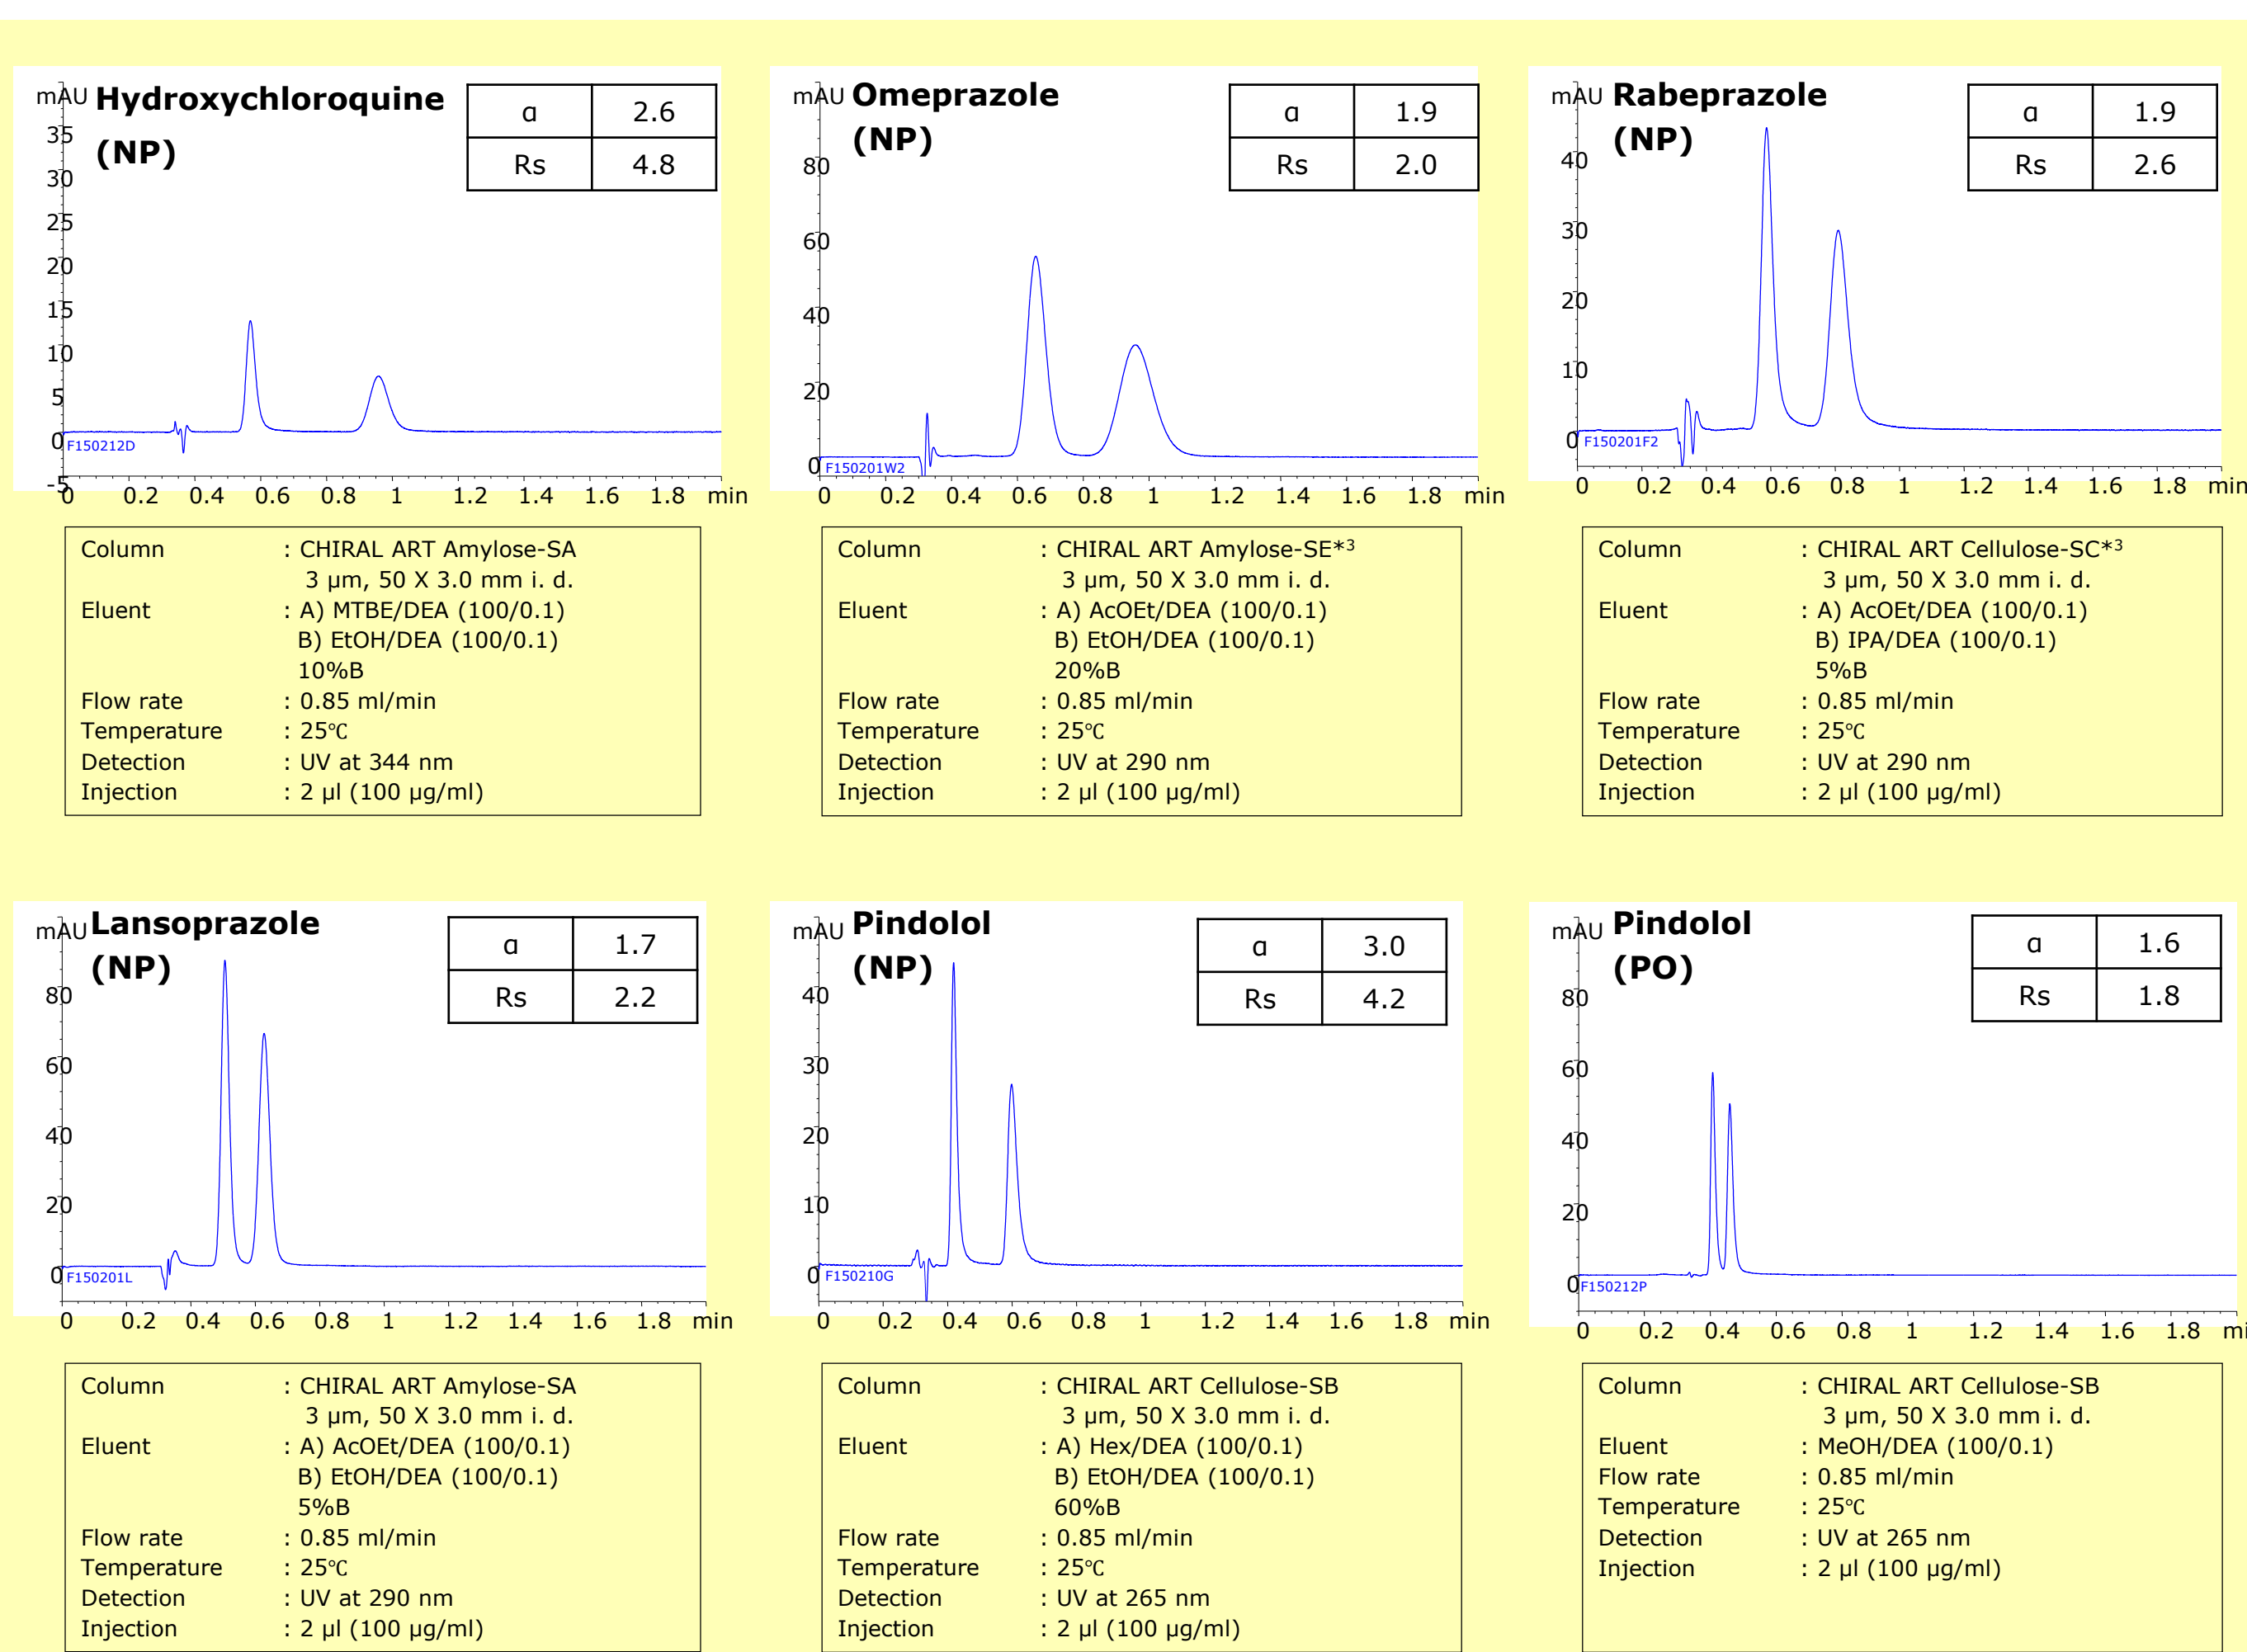 mAU
Hydroxychloroquine
(NP)
α 2.6
Rs 4.8
35
30
25
20
15
10
5
0
-5
F150212D
0 0.2 0.4 0.6 0.8 1 1.2 1.4 1.6 1.8 min
Column : CHIRAL ART Amylose-SA
3 μm, 50 X 3.0 mm i. d.
Eluent : A) MTBE/DEA (100/0.1)
B) EtOH/DEA (100/0.1)
10%B
Flow rate : 0.85 ml/min
Temperature : 25℃
Detection : UV at 344 nm
Injection : 2 μl (100 μg/ml)
mAU
Omeprazole
(NP)
α 1.9
Rs 2.0
80
60
40
20
0
F150201W2
0 0.2 0.4 0.6 0.8 1 1.2 1.4 1.6 1.8 min
Column : CHIRAL ART Amylose-SE*3
3 μm, 50 X 3.0 mm i. d.
Eluent : A) AcOEt/DEA (100/0.1)
B) EtOH/DEA (100/0.1)
20%B
Flow rate : 0.85 ml/min
Temperature : 25℃
Detection : UV at 290 nm
Injection : 2 μl (100 μg/ml)
mAU
Rabeprazole
(NP)
α 1.9
Rs 2.6
40
30
20
10
0
F150201F2
0 0.2 0.4 0.6 0.8 1 1.2 1.4 1.6 1.8 min
Column : CHIRAL ART Cellulose-SC*3
3 μm, 50 X 3.0 mm i. d.
Eluent : A) AcOEt/DEA (100/0.1)
B) IPA/DEA (100/0.1)
5%B
Flow rate : 0.85 ml/min
Temperature : 25℃
Detection : UV at 290 nm
Injection : 2 μl (100 μg/ml)
mAU
Lansoprazole
(NP)
α 1.7
Rs 2.2
80
60
40
20
0
F150201L
0 0.2 0.4 0.6 0.8 1 1.2 1.4 1.6 1.8 min
Column : CHIRAL ART Amylose-SA
3 μm, 50 X 3.0 mm i. d.
Eluent : A) AcOEt/DEA (100/0.1)
B) EtOH/DEA (100/0.1)
5%B
Flow rate : 0.85 ml/min
Temperature : 25℃
Detection : UV at 290 nm
Injection : 2 μl (100 μg/ml)
mAU
Pindolol
(NP)
α 3.0
Rs 4.2
40
30
20
10
0
F150210G
0 0.2 0.4 0.6 0.8 1 1.2 1.4 1.6 1.8 min
Column : CHIRAL ART Cellulose-SB
3 μm, 50 X 3.0 mm i. d.
Eluent : A) Hex/DEA (100/0.1)
B) EtOH/DEA (100/0.1)
60%B
Flow rate : 0.85 ml/min
Temperature : 25℃
Detection : UV at 265 nm
Injection : 2 μl (100 μg/ml)
mAU
Pindolol
(PO)
α 1.6
Rs 1.8
80
60
40
20
0
F150212P
0 0.2 0.4 0.6 0.8 1 1.2 1.4 1.6 1.8
Column : CHIRAL ART Cellulose-SB
3 μm, 50 X 3.0 mm i. d.
Eluent : MeOH/DEA (100/0.1)
Flow rate : 0.85 ml/min
Temperature : 25℃
Detection : UV at 265 nm
Injection : 2 μl (100 μg/ml)